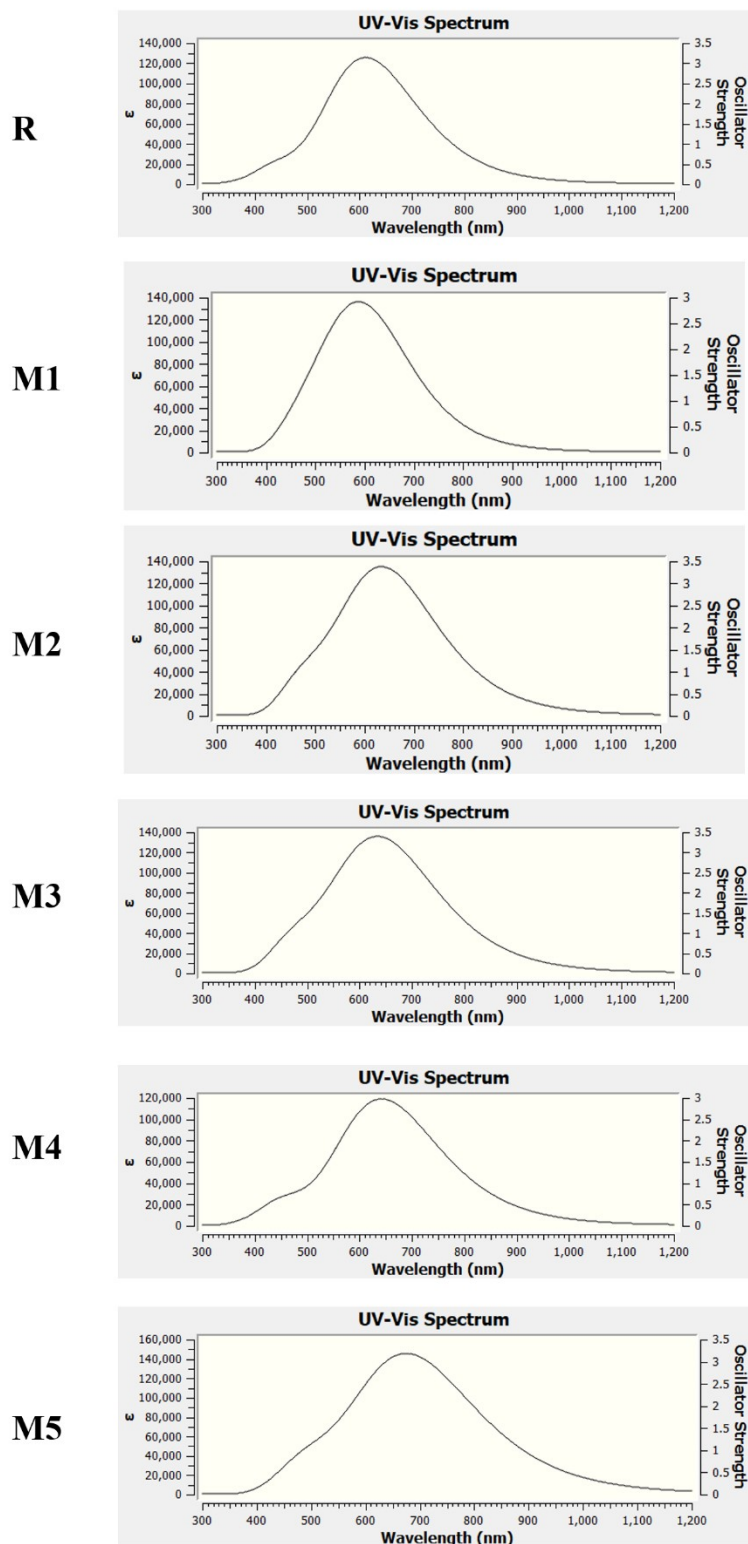 R
UV-Vis Spectrum
140,000
120,000
100,000
80,000
60,000
40,000
20,000
0
ε
3.5
3
2.5
2
1.5
1
0.5
0
Oscillator
Strength
300 400 500 600 700 800 900 1,000 1,100 1,200
Wavelength (nm)
M1
UV-Vis Spectrum
140,000
120,000
100,000
80,000
60,000
40,000
20,000
0
ε
3
2.5
2
1.5
1
0.5
0
Oscillator
Strength
300 400 500 600 700 800 900 1,000 1,100 1,200
Wavelength (nm)
M2
UV-Vis Spectrum
140,000
120,000
100,000
80,000
60,000
40,000
20,000
0
ε
3.5
3
2.5
2
1.5
1
0.5
0
Oscillator
Strength
300 400 500 600 700 800 900 1,000 1,100 1,200
Wavelength (nm)
M3
UV-Vis Spectrum
140,000
120,000
100,000
80,000
60,000
40,000
20,000
0
ε
3.5
3
2.5
2
1.5
1
0.5
0
Oscillator
Strength
300 400 500 600 700 800 900 1,000 1,100 1,200
Wavelength (nm)
M4
UV-Vis Spectrum
120,000
100,000
80,000
60,000
40,000
20,000
0
ε
3
2.5
2
1.5
1
0.5
0
Oscillator
Strength
300 400 500 600 700 800 900 1,000 1,100 1,200
Wavelength (nm)
M5
UV-Vis Spectrum
160,000
140,000
120,000
100,000
80,000
60,000
40,000
20,000
0
ε
3.5
3
2.5
2
1.5
1
0.5
0
Oscillator Strength
300 400 500 600 700 800 900 1,000 1,100 1,200
Wavelength (nm)